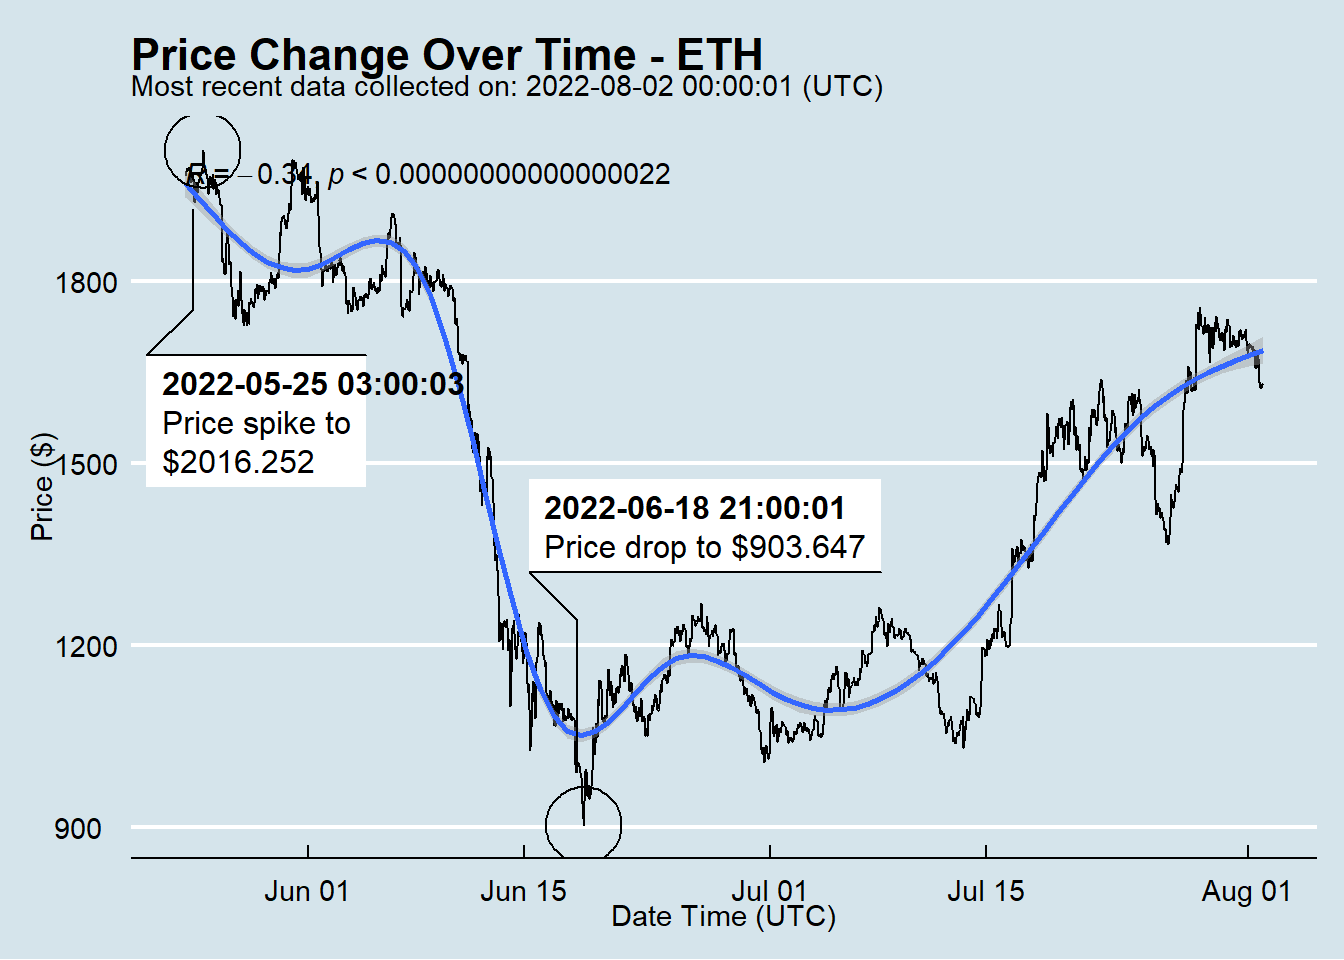 Price Change Over Time - ETH
Most recent data collected on: 2022-08-02 00:00:01 (UTC)
R = −0.34, p < 0.00000000000000022
1800
1500
1200
900
Price ($)
2022-05-25 03:00:03
Price spike to
$2016.252
2022-06-18 21:00:01
Price drop to $903.647
Jun 01
Jun 15
Jul 01
Jul 15
Aug 01
Date Time (UTC)